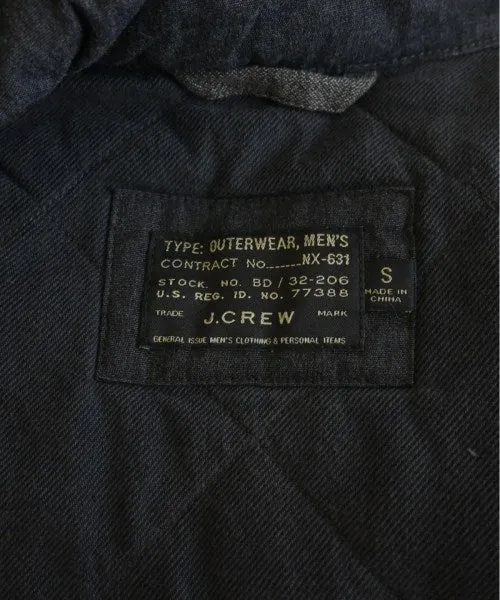 TYPE: OUTERWEAR, MEN'S
CONTRACT No.......NX-631
STOCK. NO. BD / 32-206
U.S. REG. ID. NO. 77388
TRADE J.CREW MARK
GENERAL ISSUE MEN'S CLOTHING & PERSONAL ITEMS
S
MADE IN
CHINA